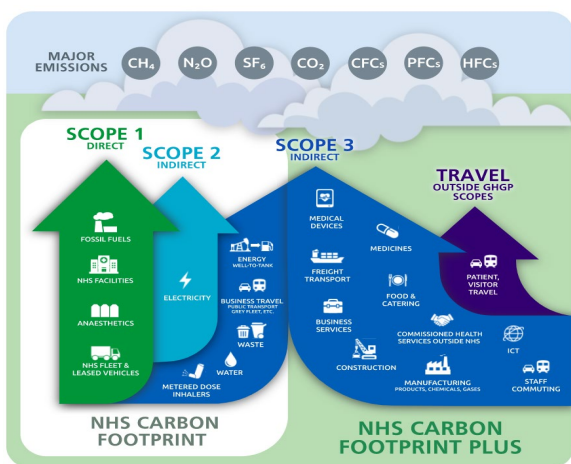 MAJOR
EMISSIONS
CH₄
N₂O
SF₆
CO₂
CFCs
PFCs
HFCs
SCOPE 1
DIRECT
FOSSIL FUELS
NHS FACILITIES
ANAESTHETICS
NHS FLEET &
LEASED VEHICLES
SCOPE 2
INDIRECT
ELECTRICITY
SCOPE 3
INDIRECT
ENERGY
WELL-TO-TANK
BUSINESS TRAVEL
PUBLIC TRANSPORT
GREY FLEET, ETC.
WASTE
WATER
METERED DOSE
INHALERS
MEDICAL
DEVICES
MEDICINES
FREIGHT
TRANSPORT
FOOD &
CATERING
BUSINESS
SERVICES
COMMISSIONED HEALTH
SERVICES OUTSIDE NHS
CONSTRUCTION
MANUFACTURING
PRODUCTS, CHEMICALS, GASES
ICT
STAFF
COMMUTING
TRAVEL
OUTSIDE GHGP
SCOPES
PATIENT,
VISITOR
TRAVEL
NHS CARBON
FOOTPRINT
NHS CARBON
FOOTPRINT PLUS